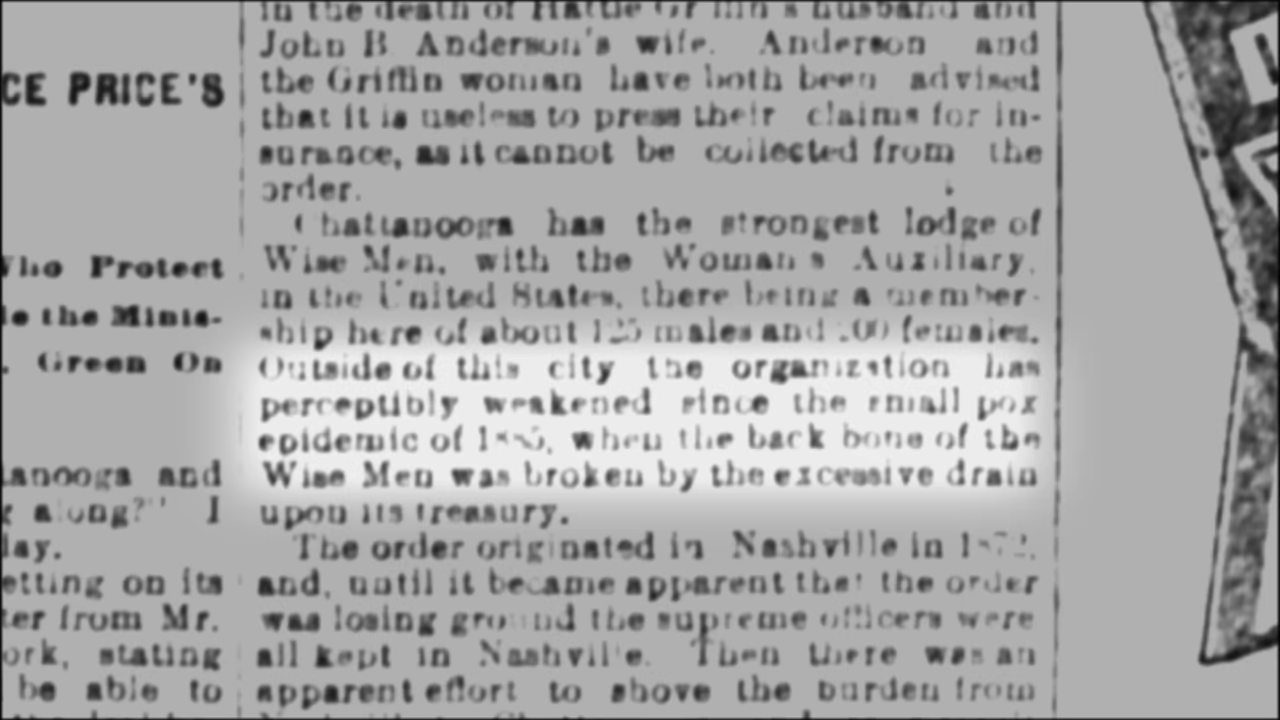 CE PRICE'S
Who Protect
le the Minis-
. Green On
tanooga and
g along?" I
day.
etting on its
ter from Mr.
ork, stating
be able to
in the death of Hattie Griffin's husband and
John B. Anderson's wife. Anderson and
the Griffin woman have both been advised
that it is useless to press their claims for in-
surance, as it cannot be collected from the
order.
Chattanooga has the strongest lodge of
Wise Men, with the Woman's Auxiliary,
in the United States, there being a member-
ship here of about 125 males and females.
Outside of this city the organization has
perceptibly weakened since the small pox
epidemic of when the back bone of the
Wise Men was broken by the excessive drain
upon its treasury.
The order originated in Nashville in
and, until it became apparent that the order
was losing ground the supreme officers were
all kept in Nashville. Then there was an
apparent effort to shove the burden from